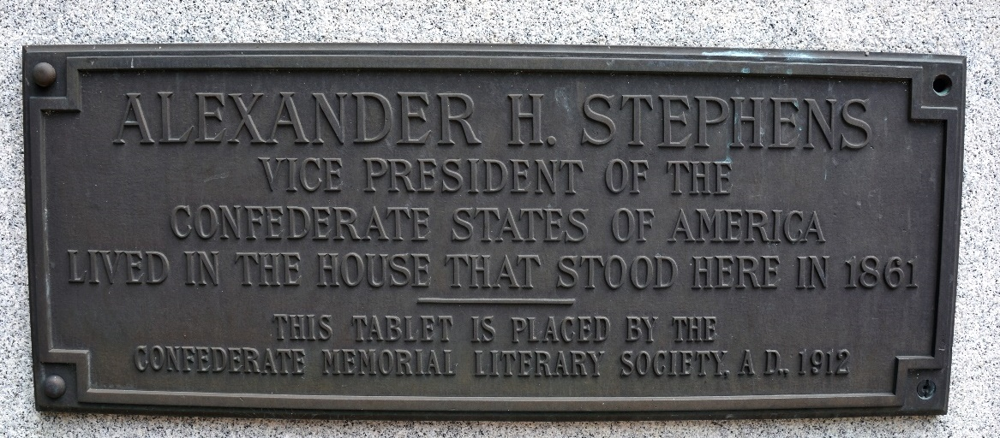 ALEXANDER H. STEPHENS
VICE PRESIDENT OF THE
CONFEDERATE STATES OF AMERICA
LIVED IN THE HOUSE THAT STOOD HERE IN 1861
THIS TABLET IS PLACED BY THE
CONFEDERATE MEMORIAL LITERARY SOCIETY, A D., 1912